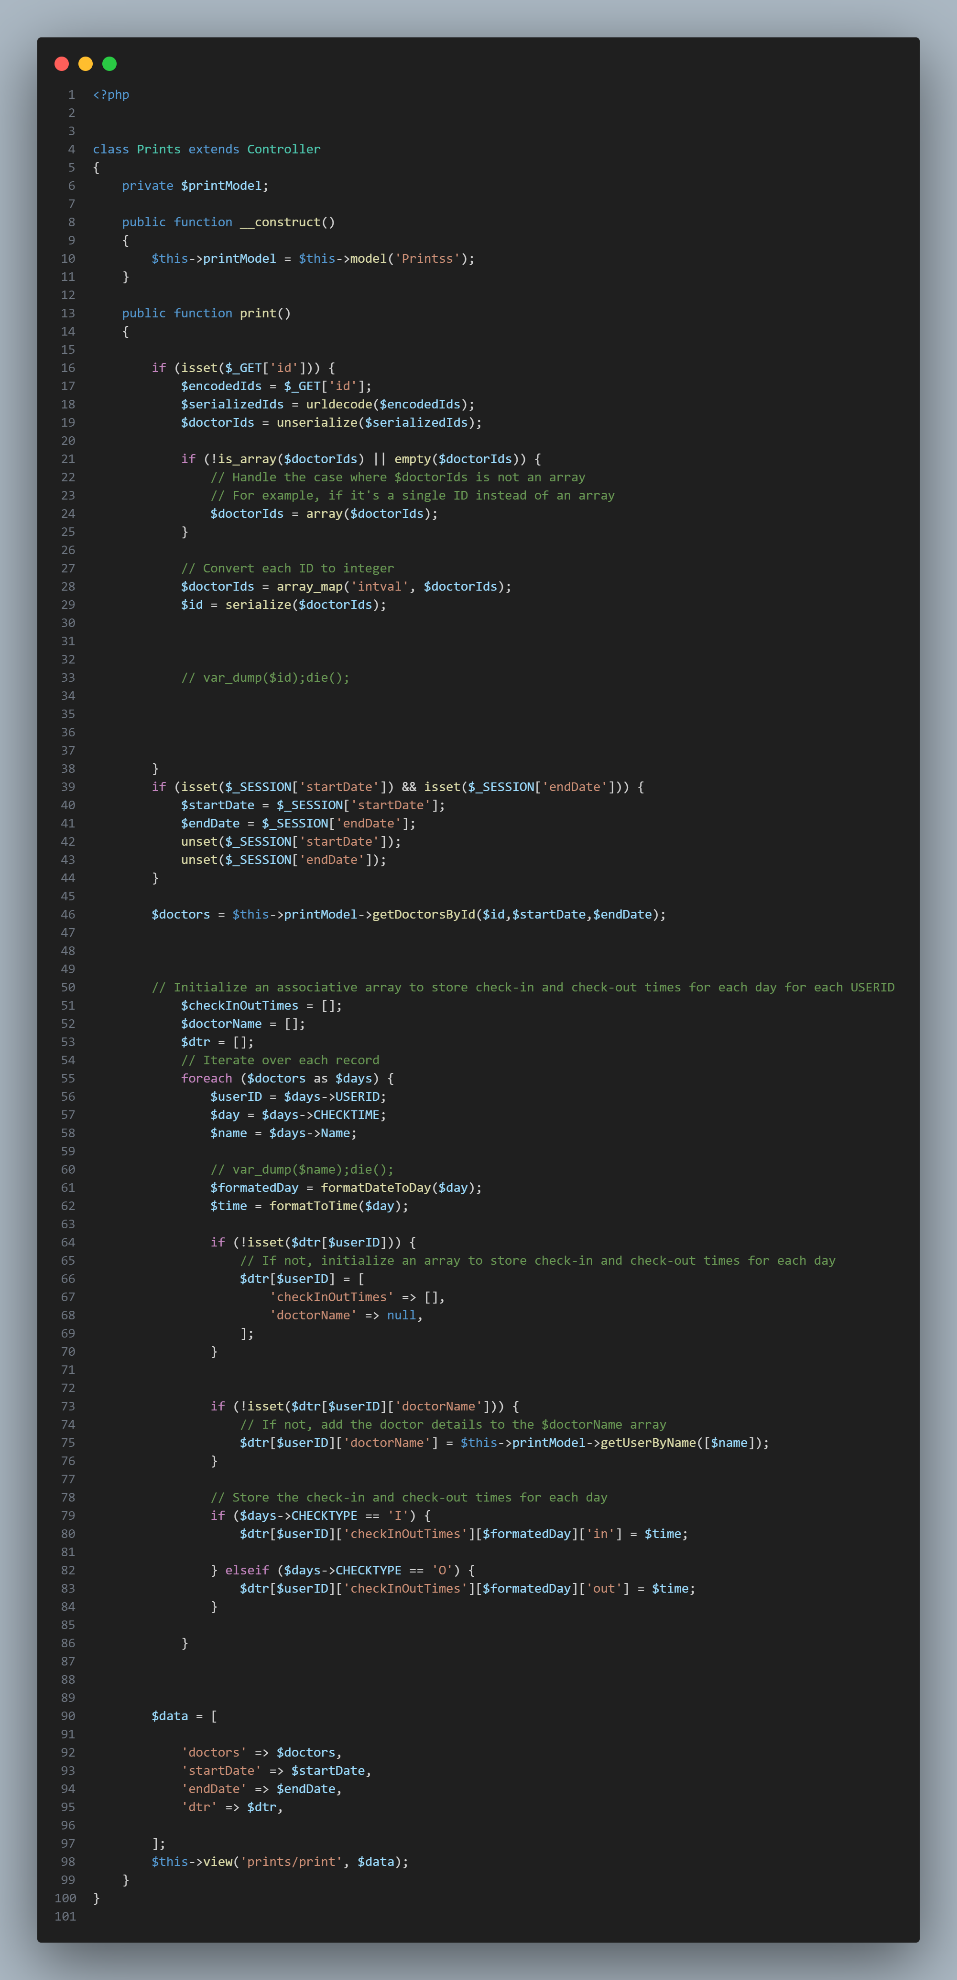 1 <?php
2
3
4 class Prints extends Controller
5 {
6     private $printModel;
7
8     public function __construct()
9     {
10         $this->printModel = $this->model('Printss');
11     }
12
13     public function print()
14     {
15
16         if (isset($_GET['id'])) {
17             $encodedIds = $_GET['id'];
18             $serializedIds = urldecode($encodedIds);
19             $doctorIds = unserialize($serializedIds);
20
21             if (!is_array($doctorIds) || empty($doctorIds)) {
22                 // Handle the case where $doctorIds is not an array
23                 // For example, if it's a single ID instead of an array
24                 $doctorIds = array($doctorIds);
25             }
26
27             // Convert each ID to integer
28             $doctorIds = array_map('intval', $doctorIds);
29             $id = serialize($doctorIds);
30
31
32
33             // var_dump($id);die();
34
35
36
37
38         }
39         if (isset($_SESSION['startDate']) && isset($_SESSION['endDate'])) {
40             $startDate = $_SESSION['startDate'];
41             $endDate = $_SESSION['endDate'];
42             unset($_SESSION['startDate']);
43             unset($_SESSION['endDate']);
44         }
45
46         $doctors = $this->printModel->getDoctorsById($id,$startDate,$endDate);
47
48
49
50         // Initialize an associative array to store check-in and check-out times for each day for each USERID
51             $checkInOutTimes = [];
52             $doctorName = [];
53             $dtr = [];
54             // Iterate over each record
55             foreach ($doctors as $days) {
56                 $userID = $days->USERID;
57                 $day = $days->CHECKTIME;
58                 $name = $days->Name;
59
60                 // var_dump($name);die();
61                 $formatedDay = formatDateToDay($day);
62                 $time = formatToTime($day);
63
64                 if (!isset($dtr[$userID])) {
65                     // If not, initialize an array to store check-in and check-out times for each day
66                     $dtr[$userID] = [
67                         'checkInOutTimes' => [],
68                         'doctorName' => null,
69                     ];
70                 }
71
72
73                 if (!isset($dtr[$userID]['doctorName'])) {
74                     // If not, add the doctor details to the $doctorName array
75                     $dtr[$userID]['doctorName'] = $this->printModel->getUserByName([$name]);
76                 }
77
78                 // Store the check-in and check-out times for each day
79                 if ($days->CHECKTYPE == 'I') {
80                     $dtr[$userID]['checkInOutTimes'][$formatedDay]['in'] = $time;
81
82                 } elseif ($days->CHECKTYPE == 'O') {
83                     $dtr[$userID]['checkInOutTimes'][$formatedDay]['out'] = $time;
84                 }
85
86             }
87
88
89
90         $data = [
91
92             'doctors' => $doctors,
93             'startDate' => $startDate,
94             'endDate' => $endDate,
95             'dtr' => $dtr,
96
97         ];
98         $this->view('prints/print', $data);
99     }
100 }
101